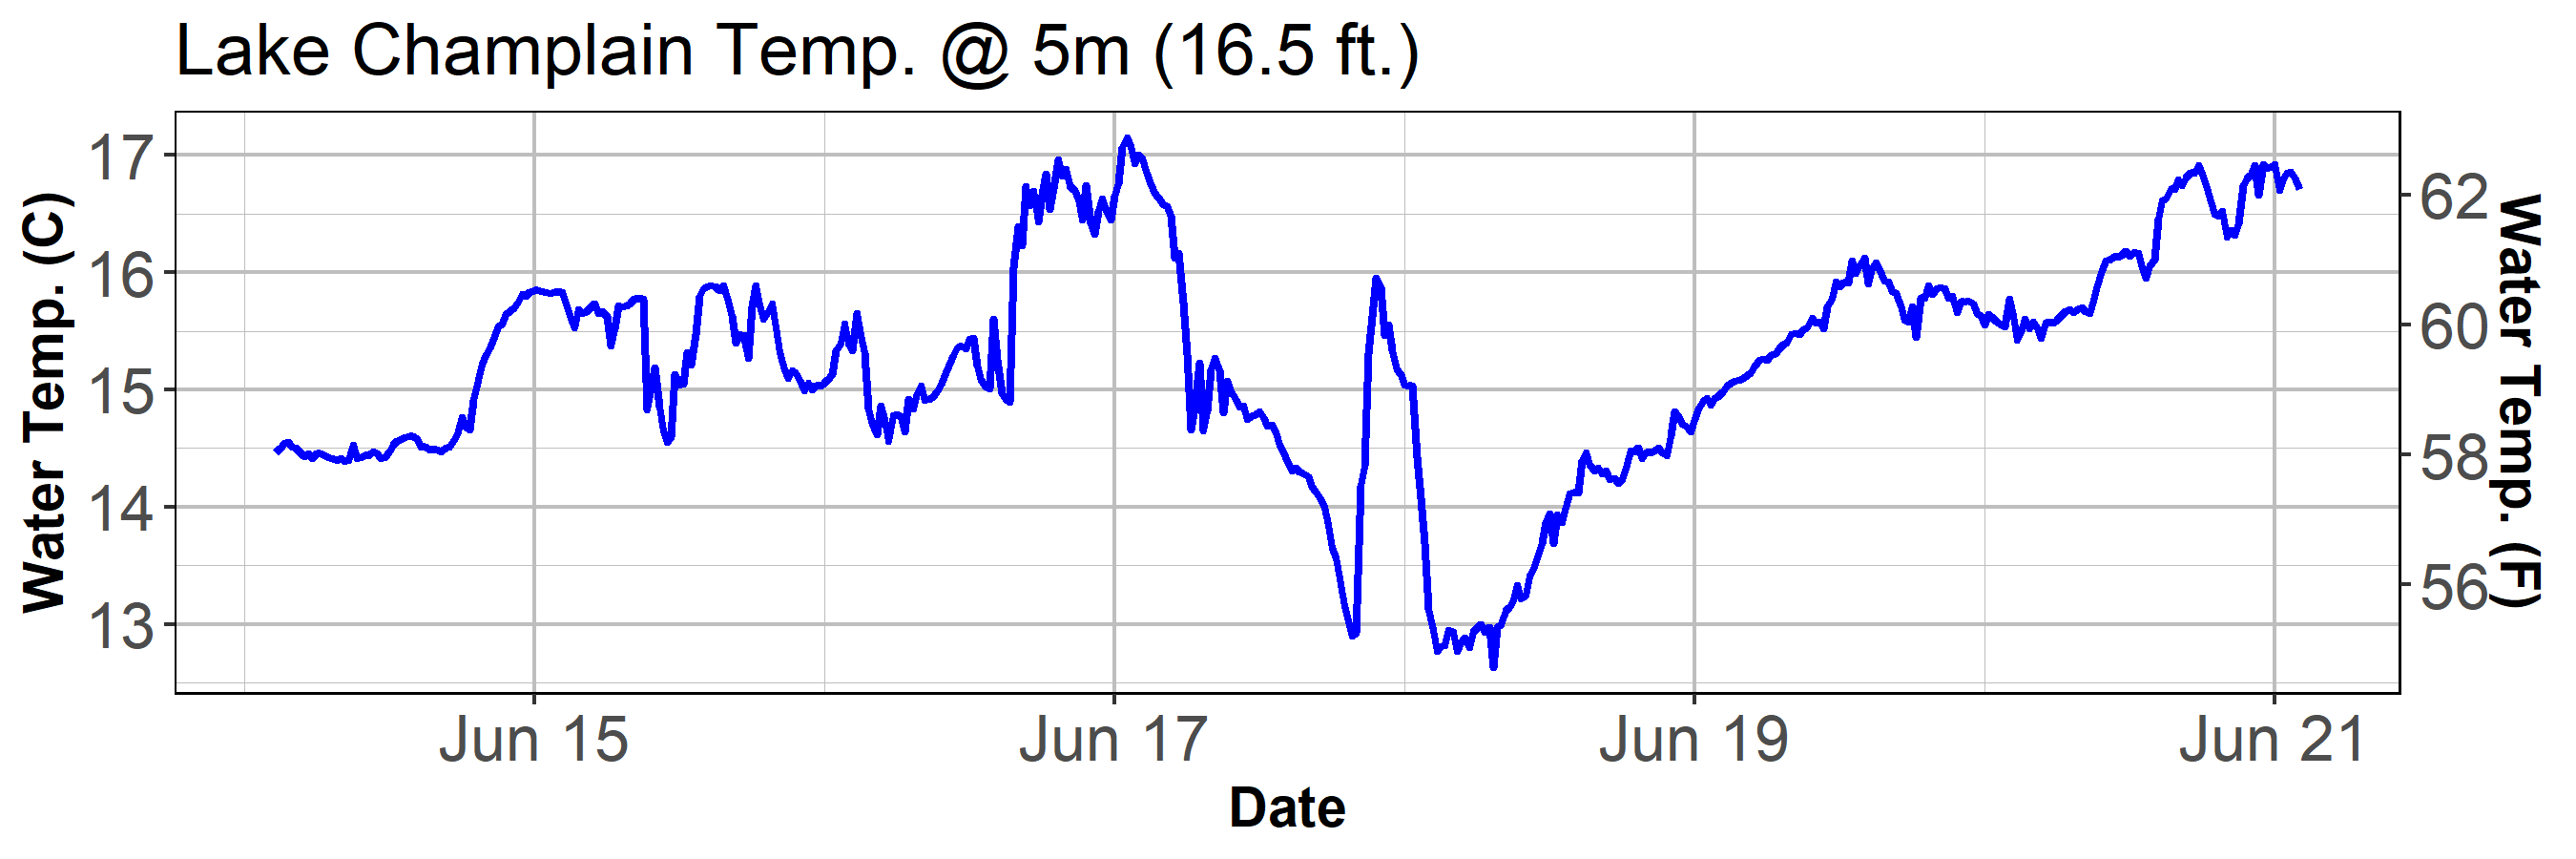 Lake Champlain Temp. @ 5m (16.5 ft.)
Water Temp. (C)
17
16
15
14
13
62
60
58
56
Water Temp. (F)
Jun 15
Jun 17
Jun 19
Jun 21
Date